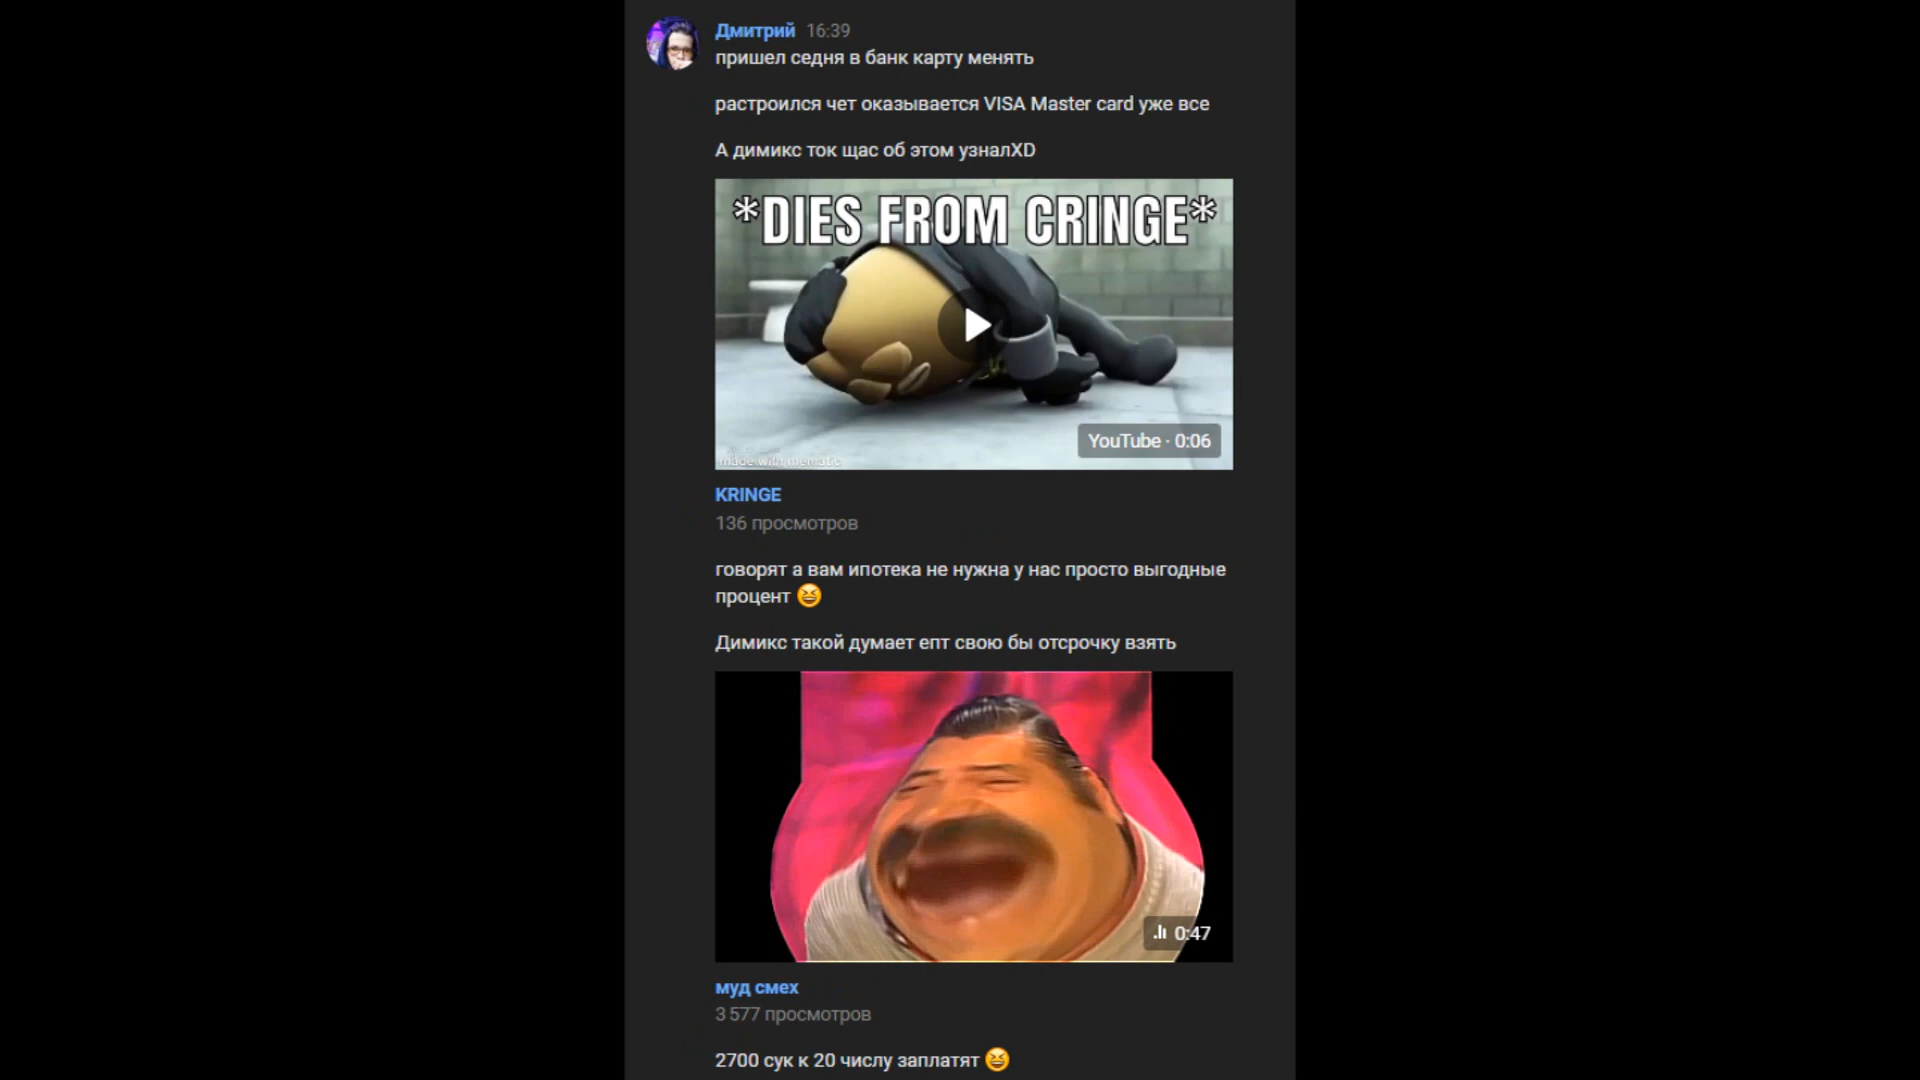 Дмитрий 16:39
пришел седня в банк карту менять
растроился чет оказывается VISA Master card уже все
А димикс ток щас об этом узналXD
*DIES FROM CRINGE*
YouTube · 0:06
made with mematic
KRINGE
136 просмотров
говорят а вам ипотека не нужна у нас просто выгодные
процент 😆
Димикс такой думает епт свою бы отсрочку взять
0:47
муд смех
3 577 просмотров
2700 сук к 20 числу заплатят 😆